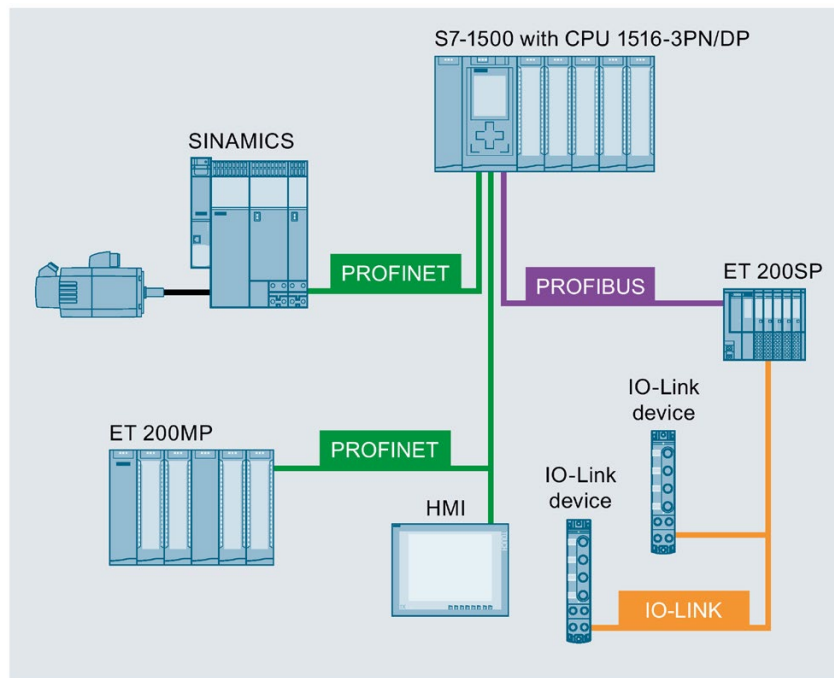 S7-1500 with CPU 1516-3PN/DP
SINAMICS
PROFINET
PROFIBUS
ET 200SP
IO-Link
device
ET 200MP
PROFINET
HMI
IO-Link
device
IO-LINK